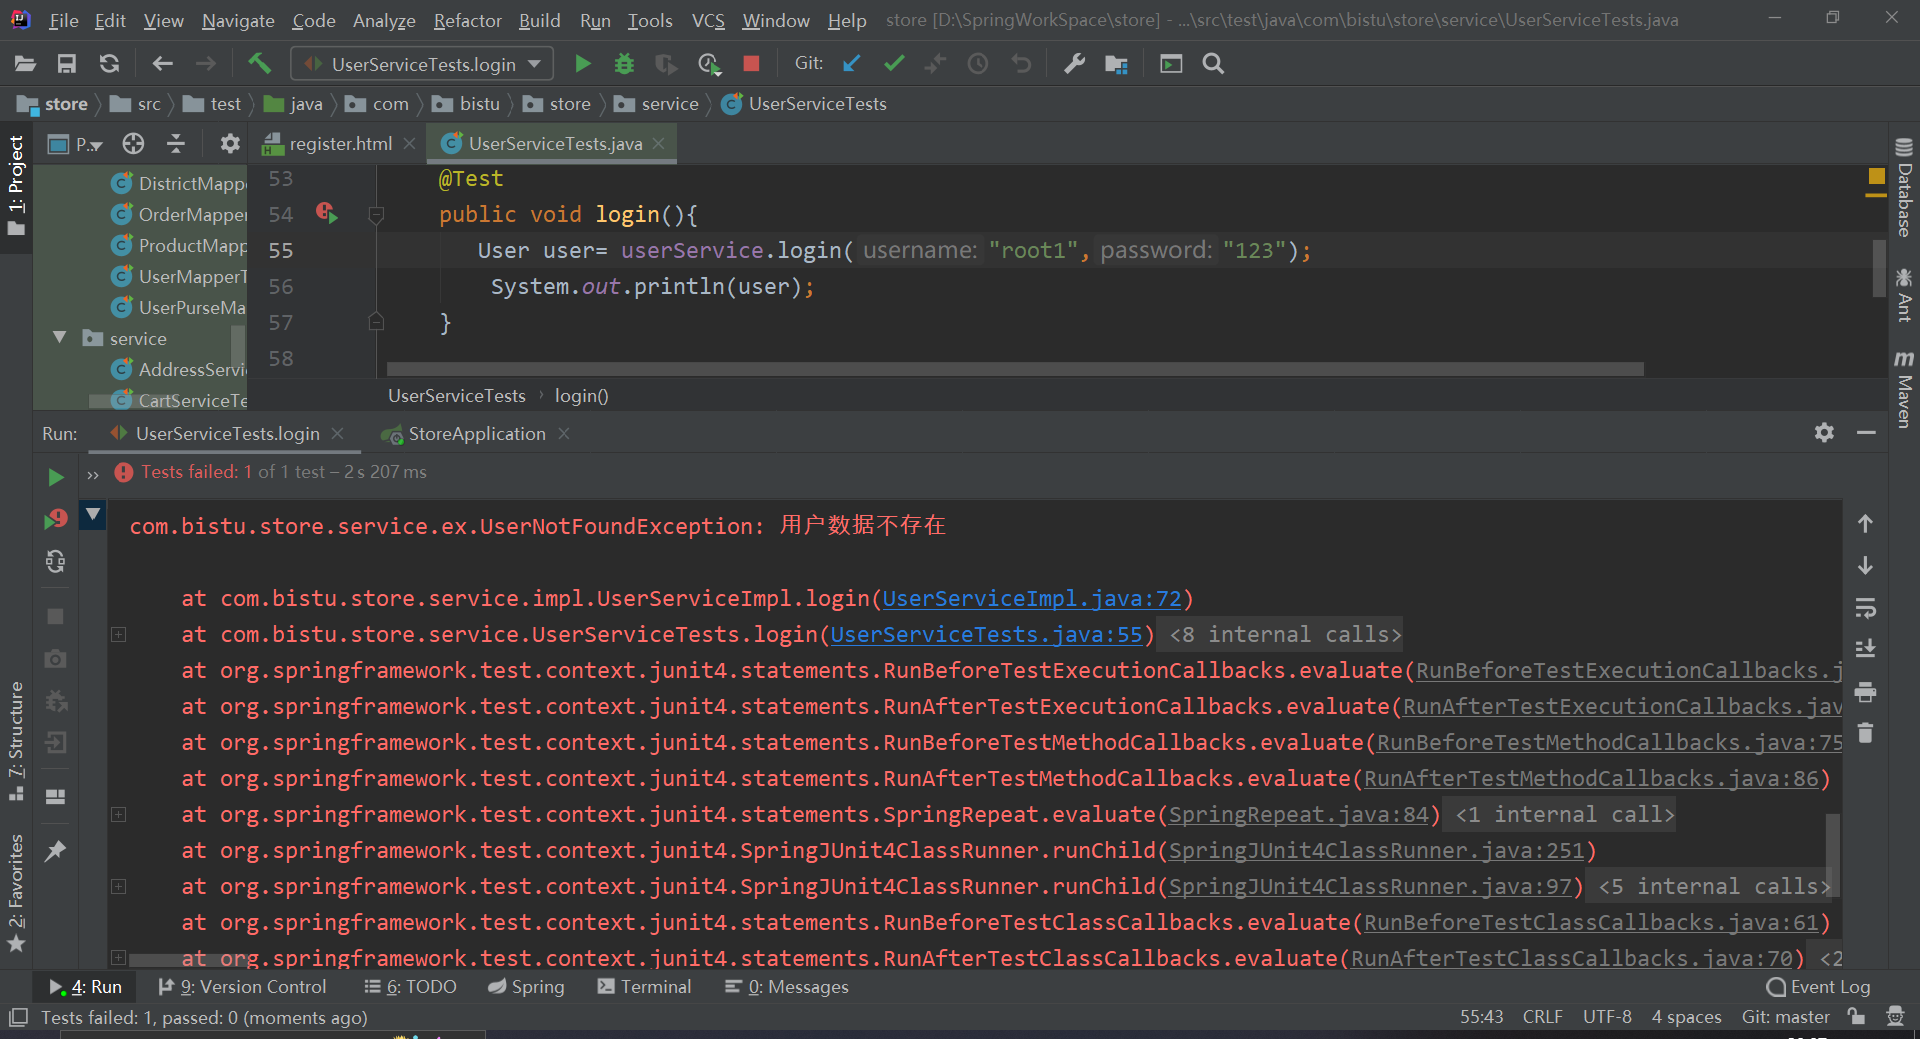 File Edit View Navigate Code Analyze Refactor Build Run Tools VCS Window Help store [D:\SpringWorkSpace\store] - ...\src\test\java\com\bistu\store\service\UserServiceTests.java
UserServiceTests.login Git:
store src test java com bistu store service UserServiceTests
1: Project
P... register.html UserServiceTests.java
DistrictMapp
OrderMapper
ProductMapp
UserMapperT
UserPurseMa
service
AddressServi
CartServiceTe
53 @Test
54 public void login(){
55 User user= userService.login( username: "root1", password: "123");
56 System.out.println(user);
57 }
58
UserServiceTests › login()
Database
Ant
Maven
Run: UserServiceTests.login StoreApplication
Tests failed: 1 of 1 test – 2 s 207 ms
com.bistu.store.service.ex.UserNotFoundException: 用户数据不存在
at com.bistu.store.service.impl.UserServiceImpl.login(UserServiceImpl.java:72)
at com.bistu.store.service.UserServiceTests.login(UserServiceTests.java:55) <8 internal calls>
at org.springframework.test.context.junit4.statements.RunBeforeTestExecutionCallbacks.evaluate(RunBeforeTestExecutionCallbacks.j
at org.springframework.test.context.junit4.statements.RunAfterTestExecutionCallbacks.evaluate(RunAfterTestExecutionCallbacks.jav
at org.springframework.test.context.junit4.statements.RunBeforeTestMethodCallbacks.evaluate(RunBeforeTestMethodCallbacks.java:75
at org.springframework.test.context.junit4.statements.RunAfterTestMethodCallbacks.evaluate(RunAfterTestMethodCallbacks.java:86)
at org.springframework.test.context.junit4.statements.SpringRepeat.evaluate(SpringRepeat.java:84) <1 internal call>
at org.springframework.test.context.junit4.SpringJUnit4ClassRunner.runChild(SpringJUnit4ClassRunner.java:251)
at org.springframework.test.context.junit4.SpringJUnit4ClassRunner.runChild(SpringJUnit4ClassRunner.java:97) <5 internal calls>
at org.springframework.test.context.junit4.statements.RunBeforeTestClassCallbacks.evaluate(RunBeforeTestClassCallbacks.java:61)
at org.springframework.test.context.junit4.statements.RunAfterTestClassCallbacks.evaluate(RunAfterTestClassCallbacks.java:70) <2
7: Structure
2: Favorites
4: Run 9: Version Control 6: TODO Spring Terminal 0: Messages Event Log
Tests failed: 1, passed: 0 (moments ago) 55:43 CRLF UTF-8 4 spaces Git: master